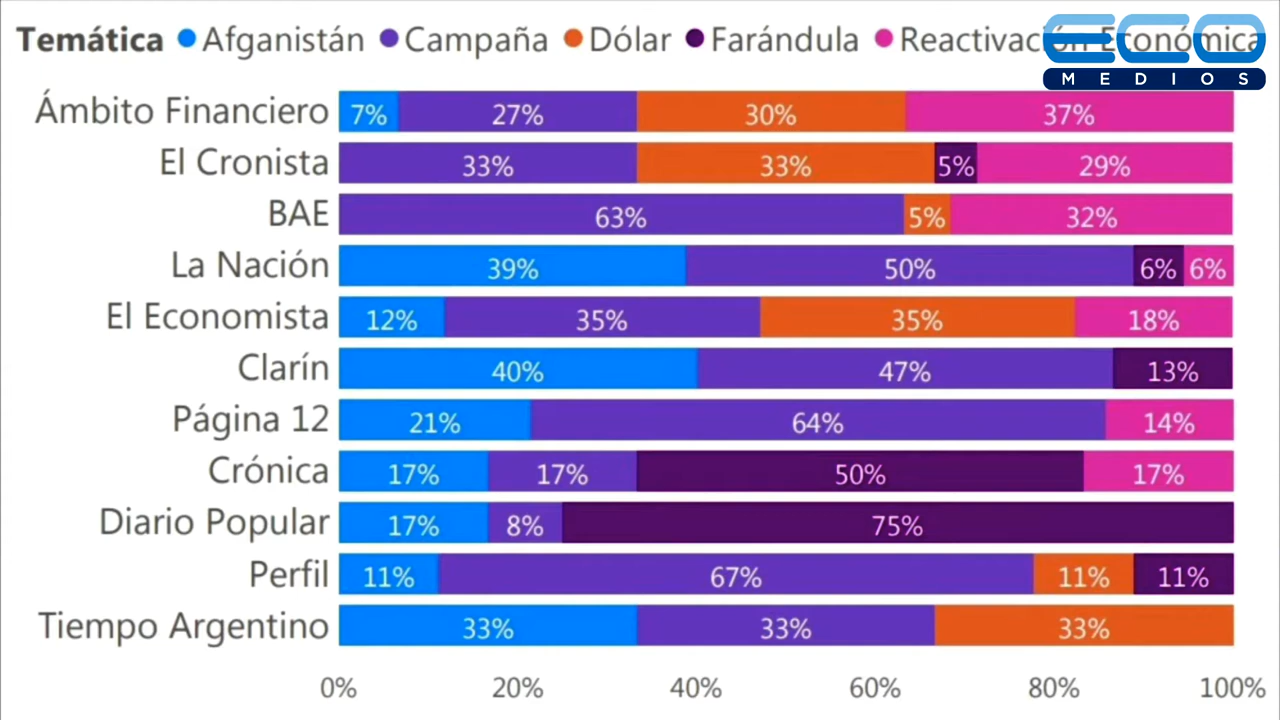 Temática Afganistán Campaña Dólar Farándula Reactivación Económica
ECO
MEDIOS
Ámbito Financiero 7% 27% 30% 37%
El Cronista 33% 33% 5% 29%
BAE 63% 5% 32%
La Nación 39% 50% 6% 6%
El Economista 12% 35% 35% 18%
Clarín 40% 47% 13%
Página 12 21% 64% 14%
Crónica 17% 17% 50% 17%
Diario Popular 17% 8% 75%
Perfil 11% 67% 11% 11%
Tiempo Argentino 33% 33% 33%
0% 20% 40% 60% 80% 100%